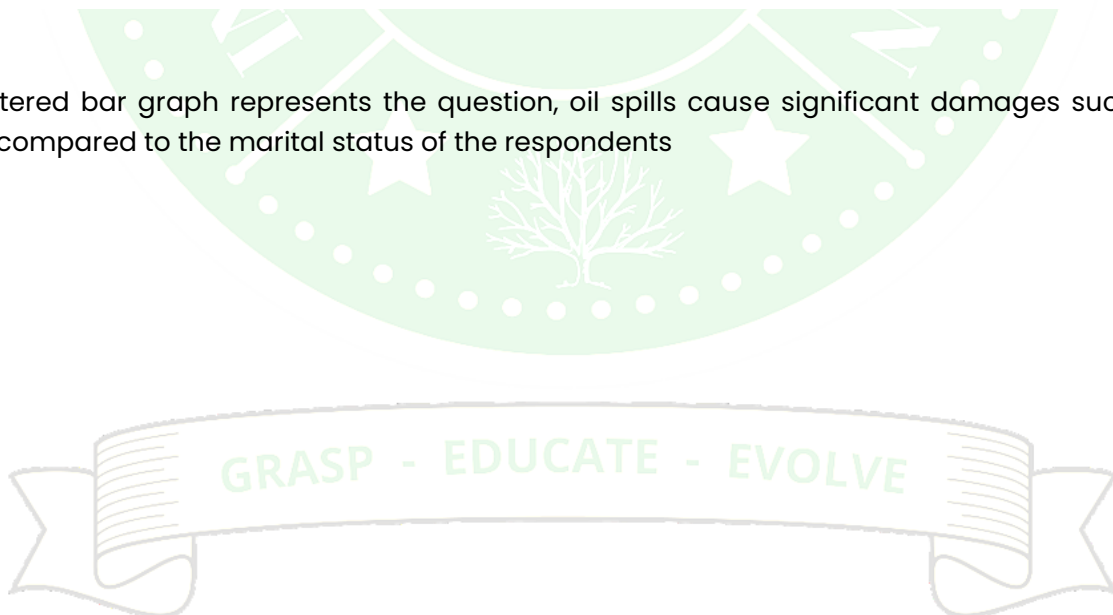 tered bar graph represents the question, oil spills cause significant damages suc
compared to the marital status of the respondents
GRASP - EDUCATE - EVOLVE